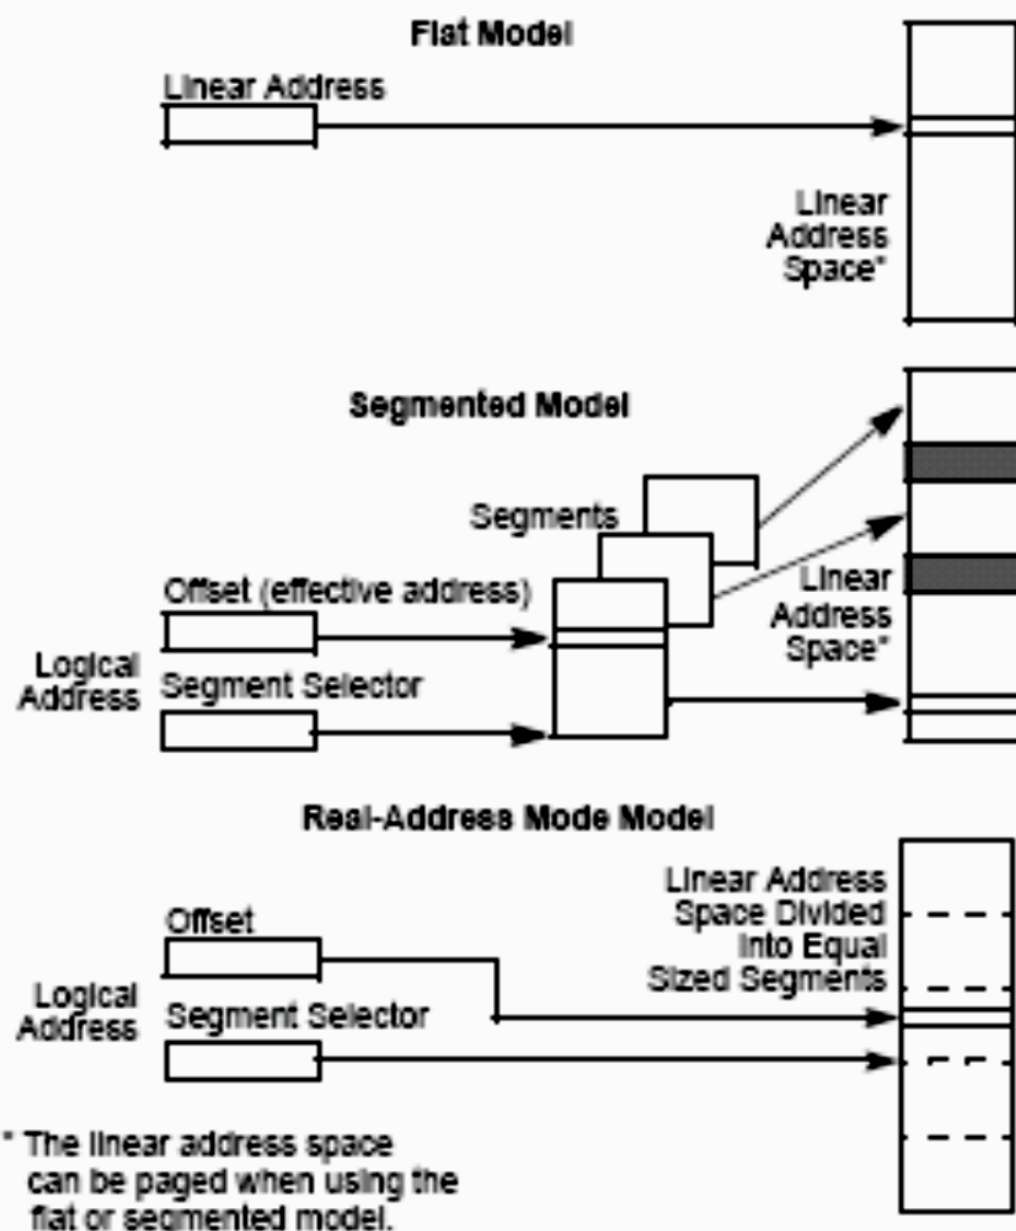 Flat Model
Linear Address
Linear
Address
Space*
Segmented Model
Segments
Offset (effective address)
Linear
Address
Space*
Logical
Address
Segment Selector
Real-Address Mode Model
Linear Address
Space Divided
Into Equal
Sized Segments
Offset
Logical
Address
Segment Selector
* The linear address space
can be paged when using the
flat or segmented model.